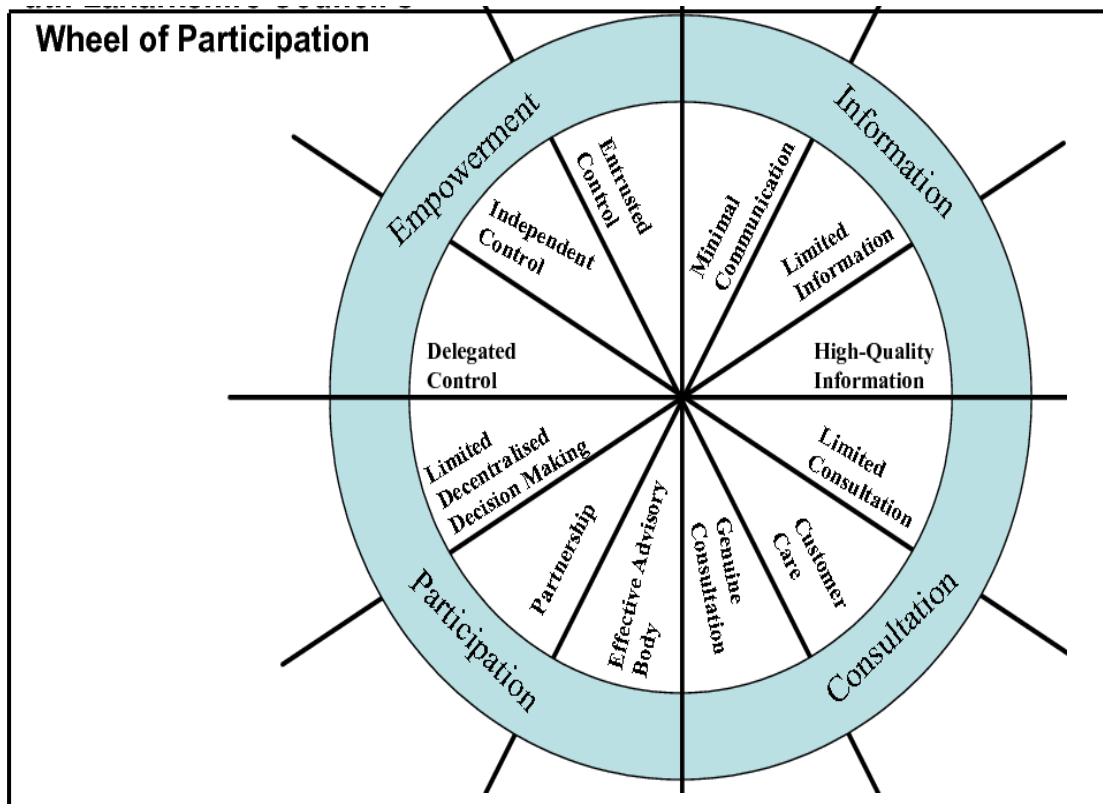 Wheel of Participation
Information
Minimal
Communication
Limited
Information
High-Quality
Information
Consultation
Limited
Consultation
Customer
Care
Genuine
Consultation
Participation
Effective Advisory
Body
Partnership
Limited
Decentralised
Decision Making
Empowerment
Delegated
Control
Independent
Control
Entrusted
Control